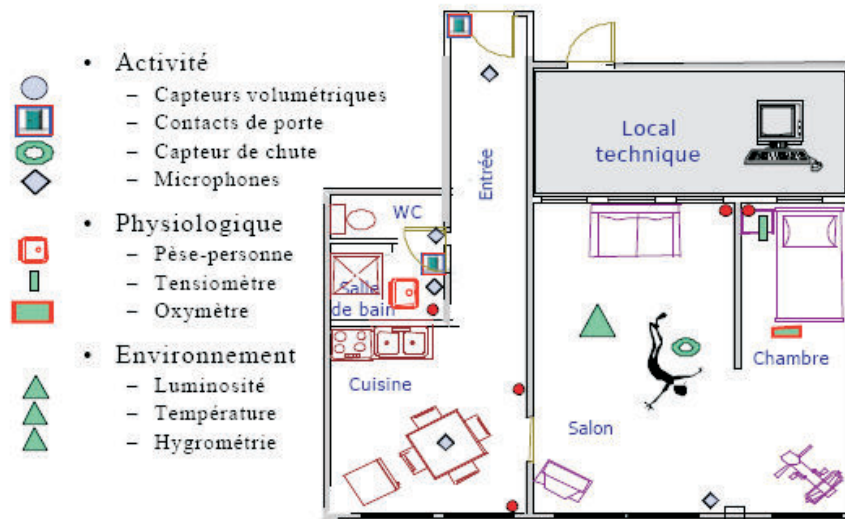 • Activité
– Capteurs volumétriques
– Contacts de porte
– Capteur de chute
– Microphones
• Physiologique
– Pèse-personne
– Tensiomètre
– Oxymètre
• Environnement
– Luminosité
– Température
– Hygrométrie
Entrée
Local
technique
WC
Salle
de bain
Cuisine
Salon
Chambre